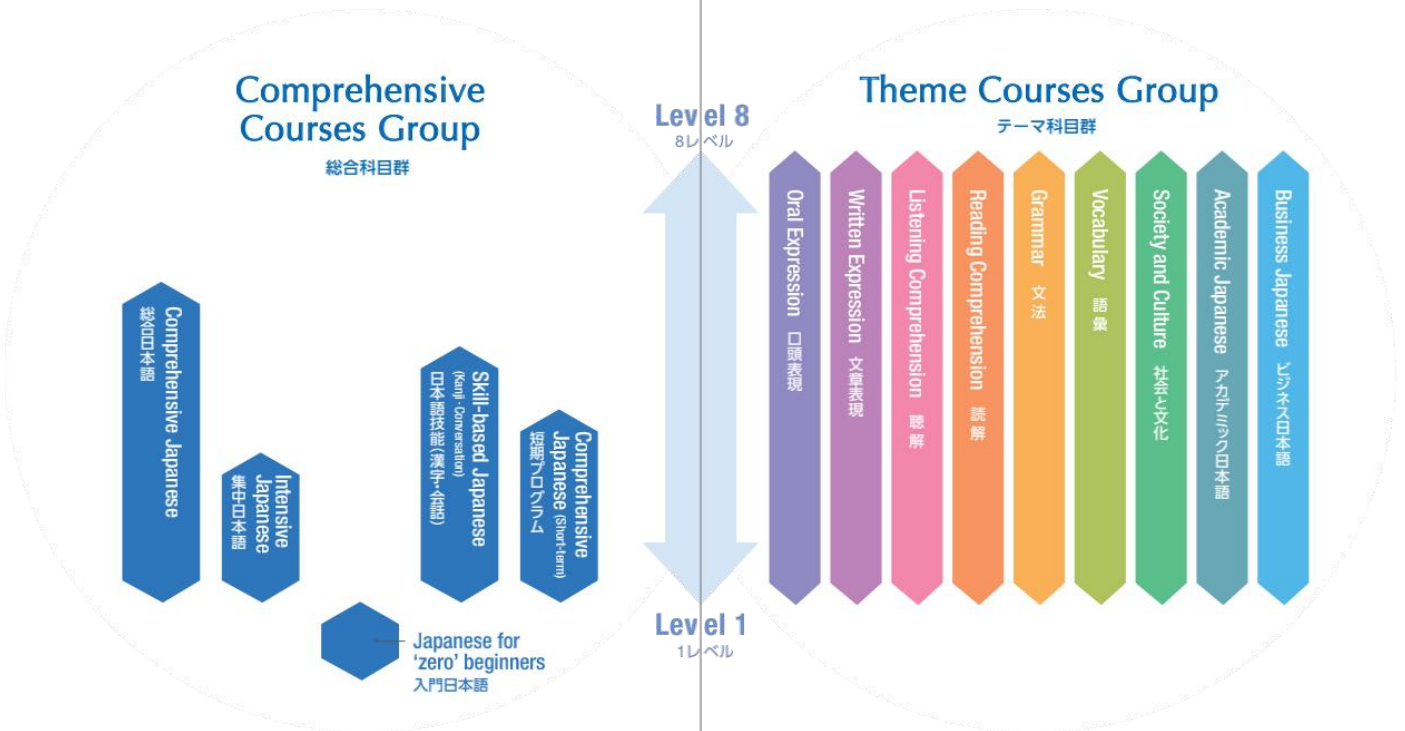 Comprehensive
Courses Group
総合科目群
Comprehensive Japanese
総合日本語
Intensive
Japanese
集中日本語
Japanese for
‘zero’ beginners
入門日本語
Skill-based Japanese
(Kanji・Conversation)
日本語技能(漢字・会話)
Comprehensive
Japanese (Short-term)
短期プログラム
Level 8
8レベル
Level 1
1レベル
Theme Courses Group
テーマ科目群
Oral Expression 口頭表現
Written Expression 文章表現
Listening Comprehension 聴解
Reading Comprehension 読解
Grammar 文法
Vocabulary 語彙
Society and Culture 社会と文化
Academic Japanese アカデミック日本語
Business Japanese ビジネス日本語